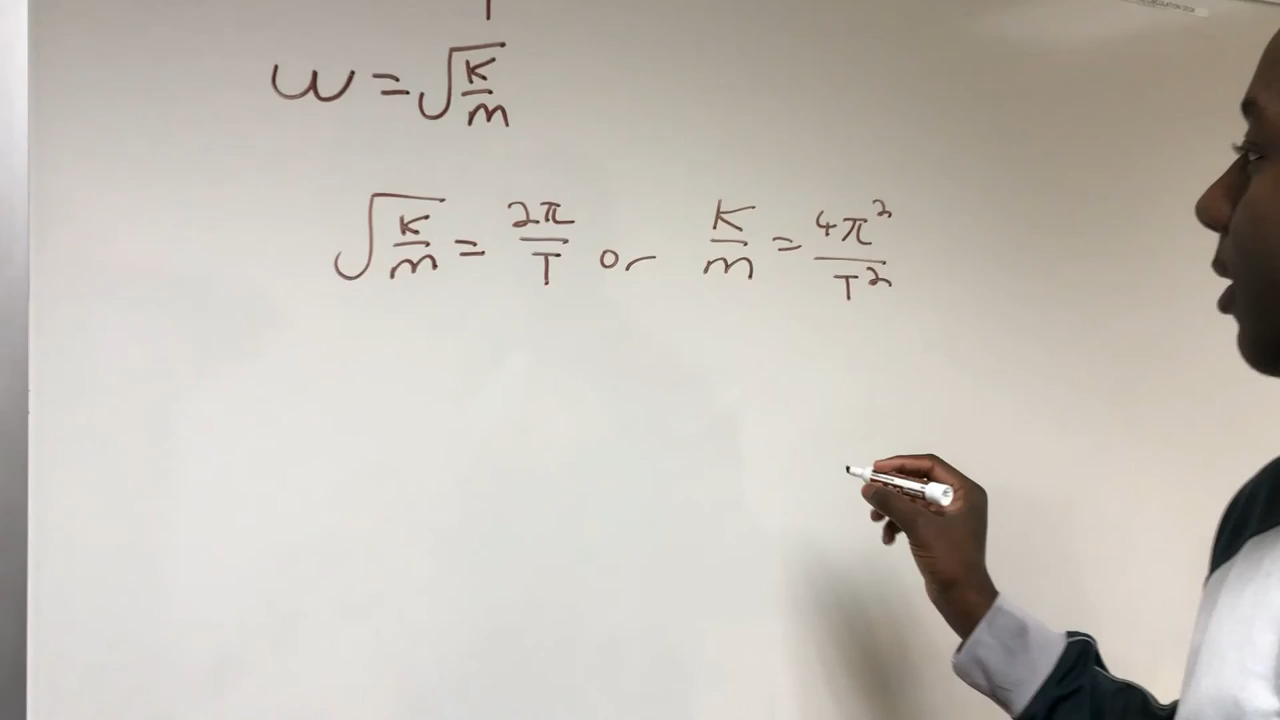 ω = √K/m
√K/m = 2π/T or K/m = 4π²/T²